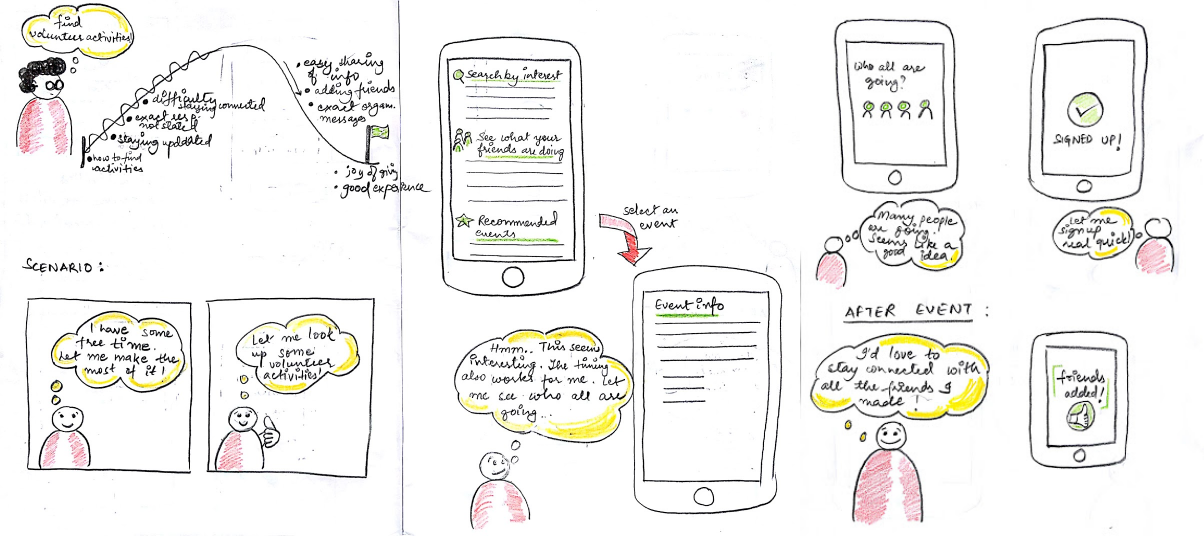 find
volunteer activities!
easy sharing
of info
adding friends
exact organ.
messages
difficulty
staying connected
exact resp.
not stated
staying updated
how to find
activities
joy of giving
good experience
SCENARIO :
I have some
free time.
Let me make the
most of it !
Let me look
up some
volunteer
activities!
Search by interest
See what your
friends are doing
Recommended
events
select an
event
Event info
Hmm.. This seems
interesting. The timing
also works for me. Let
me see who all are
going...
Who all are
going?
Many people
are going.
Seems like a
good idea.
SIGNED UP!
Let me
sign up
real quick!
AFTER EVENT :
I'd love to
stay connected with
all the friends I
made !
friends
added!